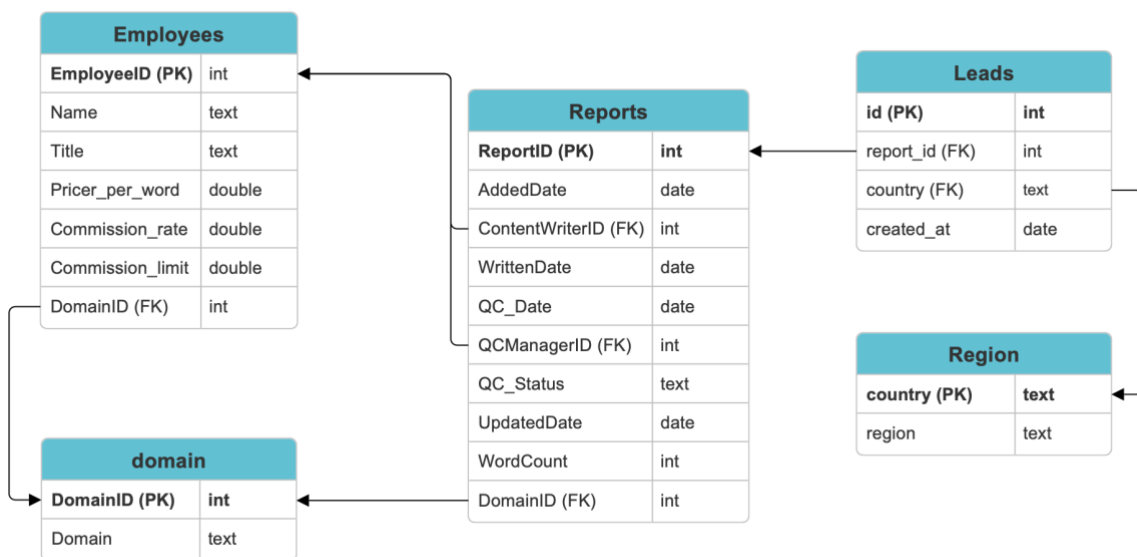 Employees
EmployeeID (PK) int
Name text
Title text
Pricer_per_word double
Commission_rate double
Commission_limit double
DomainID (FK) int
domain
DomainID (PK) int
Domain text
Reports
ReportID (PK) int
AddedDate date
ContentWriterID (FK) int
WrittenDate date
QC_Date date
QCManagerID (FK) int
QC_Status text
UpdatedDate date
WordCount int
DomainID (FK) int
Leads
id (PK) int
report_id (FK) int
country (FK) text
created_at date
Region
country (PK) text
region text